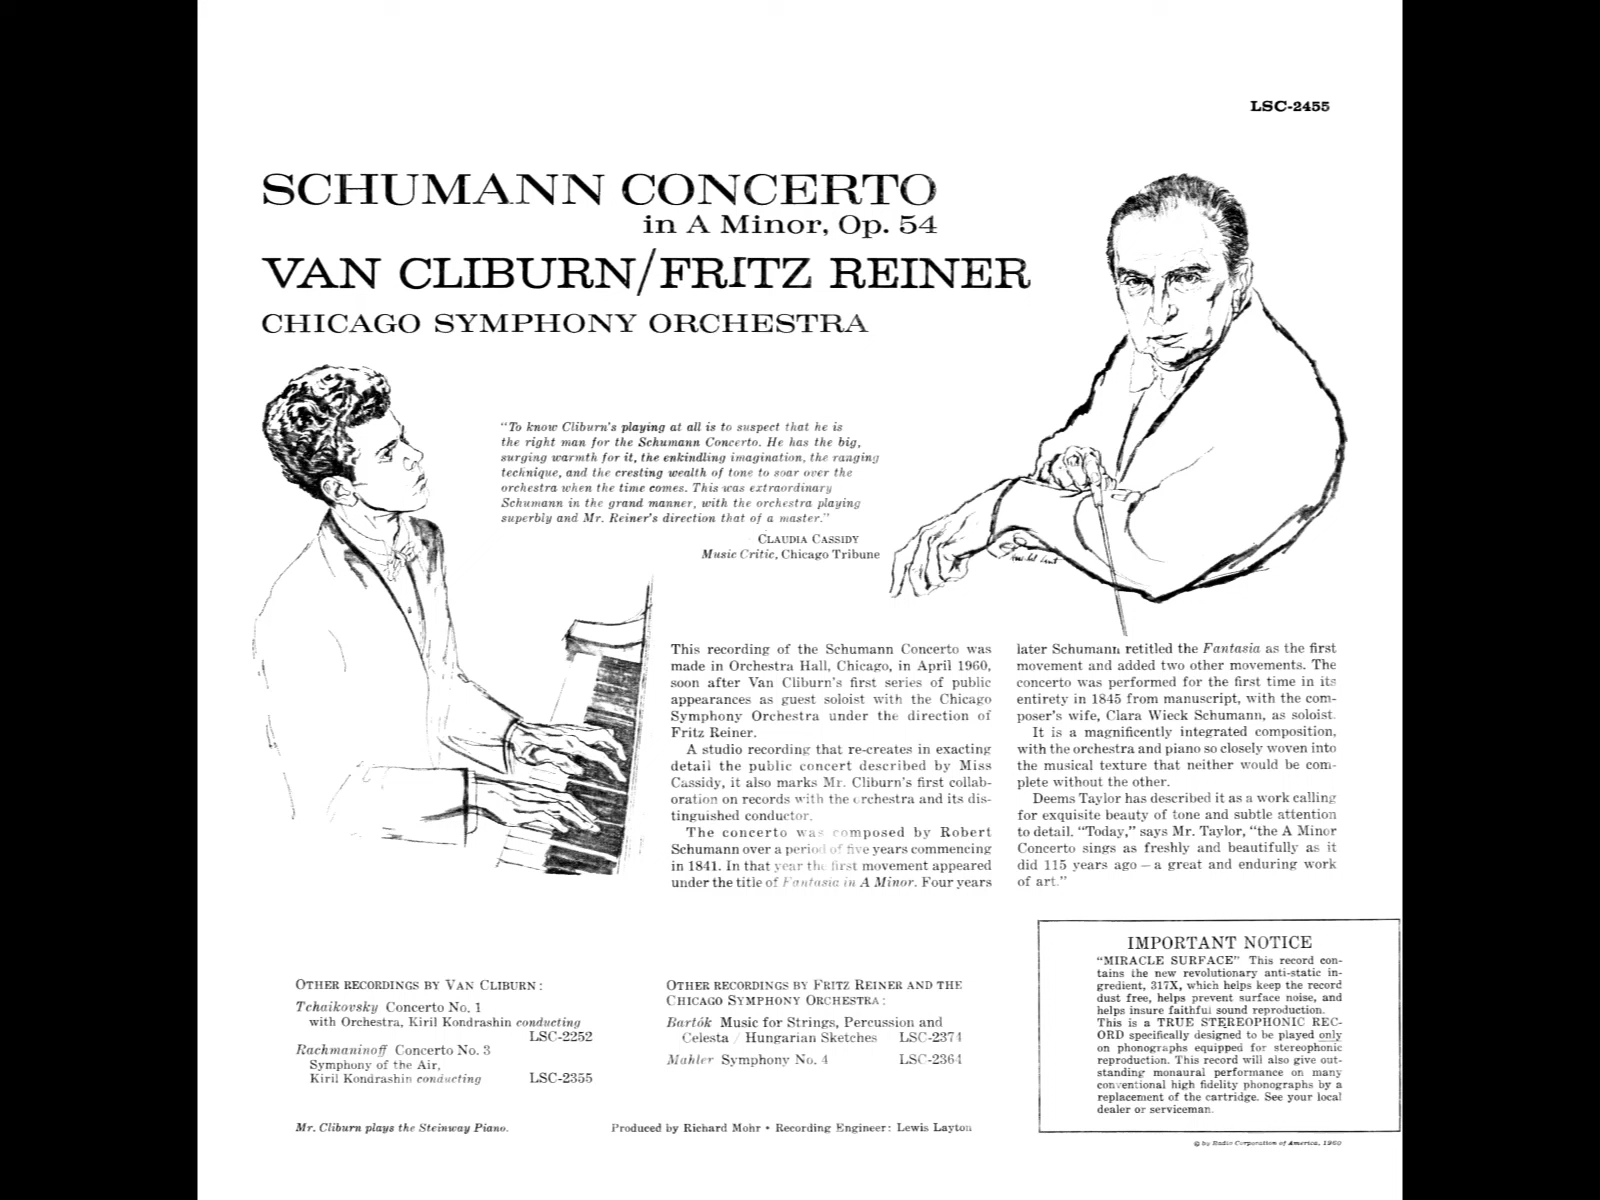 LSC-2455
SCHUMANN CONCERTO
in A Minor, Op. 54
VAN CLIBURN/FRITZ REINER
CHICAGO SYMPHONY ORCHESTRA
"To know Cliburn's playing at all is to suspect that he is
the right man for the Schumann Concerto. He has the big,
surging warmth for it, the enkindling imagination, the ranging
technique, and the cresting wealth of tone to soar over the
orchestra when the time comes. This was extraordinary
Schumann in the grand manner, with the orchestra playing
superbly and Mr. Reiner's direction that of a master."
CLAUDIA CASSIDY
Music Critic, Chicago Tribune
This recording of the Schumann Concerto was
made in Orchestra Hall, Chicago, in April 1960,
soon after Van Cliburn's first series of public
appearances as guest soloist with the Chicago
Symphony Orchestra under the direction of
Fritz Reiner.
A studio recording that re-creates in exacting
detail the public concert described by Miss
Cassidy, it also marks Mr. Cliburn's first collab-
oration on records with the orchestra and its dis-
tinguished conductor.
The concerto was composed by Robert
Schumann over a period of five years commencing
in 1841. In that year the first movement appeared
under the title of Fantasia in A Minor. Four years
later Schumann retitled the Fantasia as the first
movement and added two other movements. The
concerto was performed for the first time in its
entirety in 1845 from manuscript, with the com-
poser's wife, Clara Wieck Schumann, as soloist.
It is a magnificently integrated composition,
with the orchestra and piano so closely woven into
the musical texture that neither would be com-
plete without the other.
Deems Taylor has described it as a work calling
for exquisite beauty of tone and subtle attention
to detail. "Today," says Mr. Taylor, "the A Minor
Concerto sings as freshly and beautifully as it
did 115 years ago – a great and enduring work
of art."
OTHER RECORDINGS BY VAN CLIBURN:
Tchaikovsky Concerto No. 1
with Orchestra, Kiril Kondrashin conducting
LSC-2252
Rachmaninoff Concerto No. 3
Symphony of the Air,
Kiril Kondrashin conducting LSC-2355
Mr. Cliburn plays the Steinway Piano.
OTHER RECORDINGS BY FRITZ REINER AND THE
CHICAGO SYMPHONY ORCHESTRA:
Bartók Music for Strings, Percussion and
Celesta / Hungarian Sketches LSC-2374
Mahler Symphony No. 4 LSC-2364
Produced by Richard Mohr • Recording Engineer: Lewis Layton
IMPORTANT NOTICE
"MIRACLE SURFACE" This record con-
tains the new revolutionary anti-static in-
gredient, 317X, which helps keep the record
dust free, helps prevent surface noise, and
helps insure faithful sound reproduction.
This is a TRUE STEREOPHONIC REC-
ORD specifically designed to be played only
on phonographs equipped for stereophonic
reproduction. This record will also give out-
standing monaural performance on many
conventional high fidelity phonographs by a
replacement of the cartridge. See your local
dealer or serviceman.
© by Radio Corporation of America, 1960